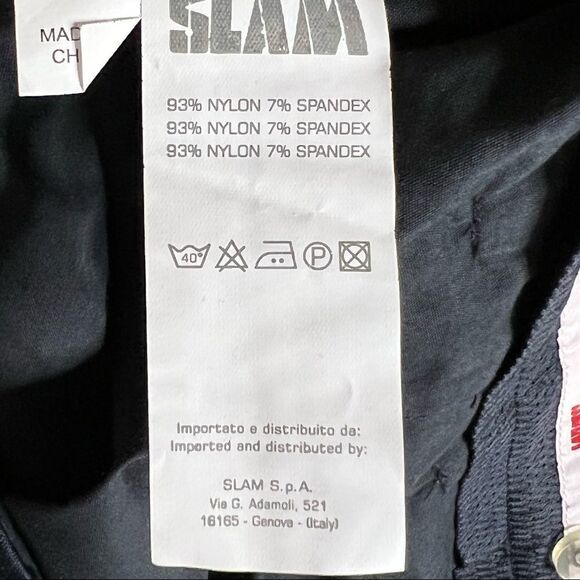 MAD
CH
SLAM
93% NYLON 7% SPANDEX
93% NYLON 7% SPANDEX
93% NYLON 7% SPANDEX
40° P
Importato e distribuito da:
Imported and distributed by:
SLAM S.p.A.
Via G. Adamoli, 521
16165 - Genova - (Italy)